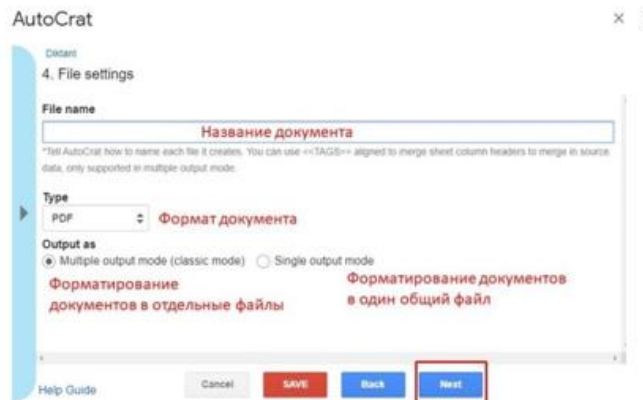 AutoCrat
Diktant
4. File settings
File name
Название документа
*Tell AutoCrat how to name each file it creates. You can use <<TAGS>> aligned to merge sheet column headers to merge in source
data, only supported in multiple output mode.
Type
PDF Формат документа
Output as
Multiple output mode (classic mode) Single output mode
Форматирование
документов в отдельные файлы
Форматирование документов
в один общий файл
Help Guide Cancel SAVE Back Next